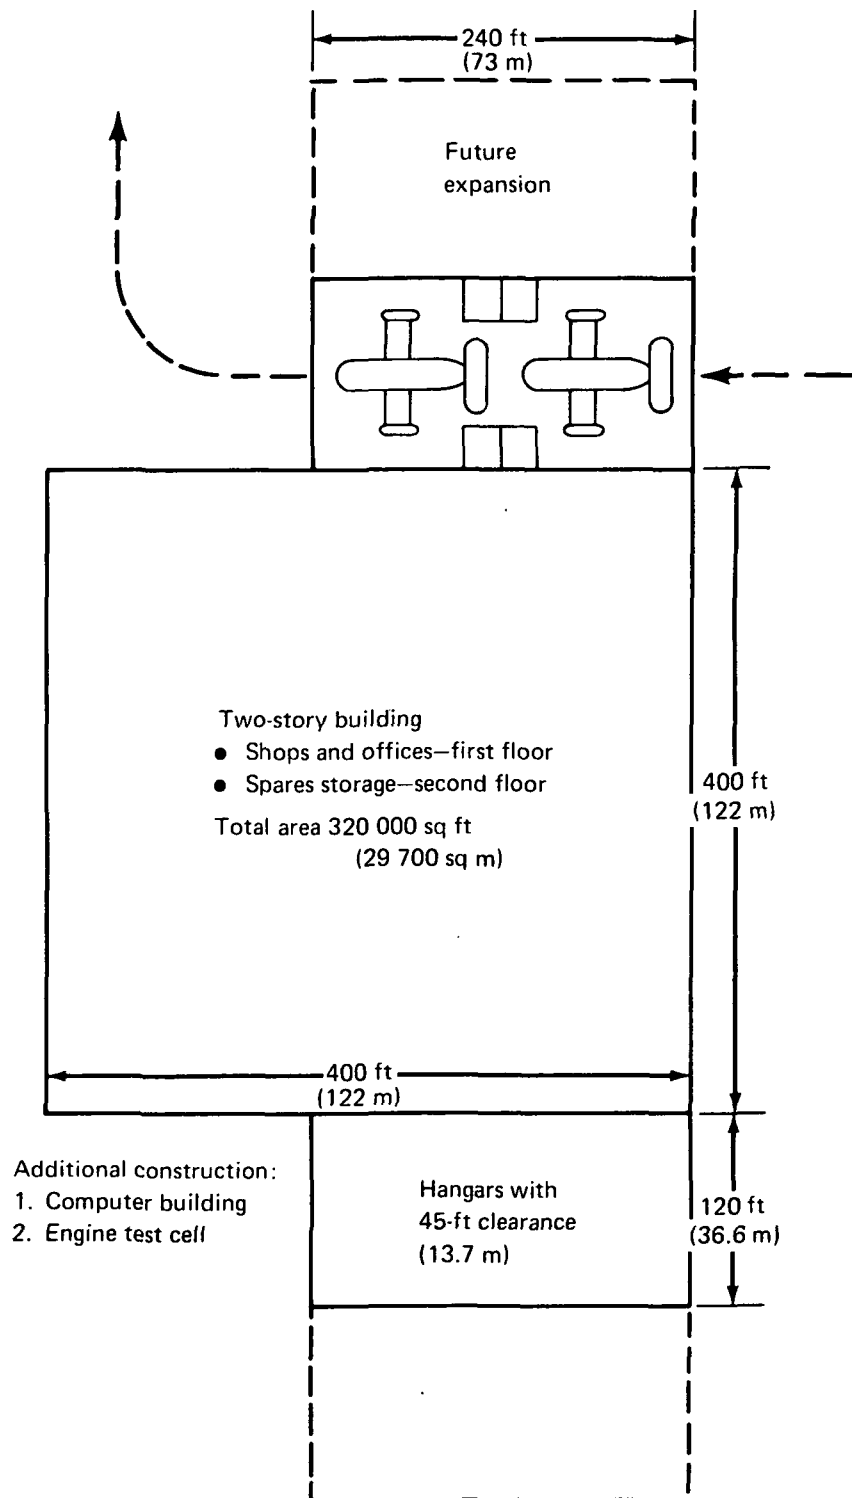 240 ft
(73 m)
Future
expansion
Two-story building
● Shops and offices—first floor
● Spares storage—second floor
Total area 320 000 sq ft
(29 700 sq m)
400 ft
(122 m)
400 ft
(122 m)
Additional construction:
1. Computer building
2. Engine test cell
Hangars with
45-ft clearance
(13.7 m)
120 ft
(36.6 m)